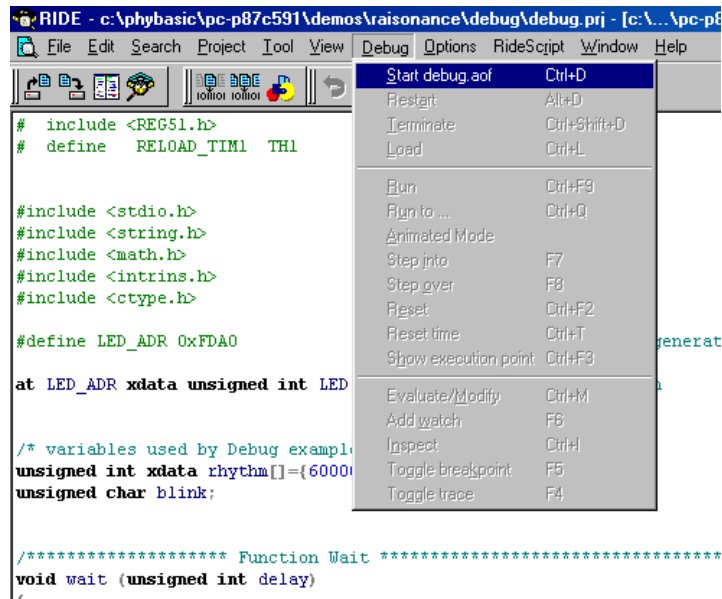 RIDE - c:\phybasic\pc-p87c591\demos\raisonance\debug\debug.prj - [c:\...\pc-p8
File Edit Search Project Tool View Debug Options RideScript Window Help
Start debug.aof Ctrl+D
Restart Alt+D
Terminate Ctrl+Shift+D
Load Ctrl+L
Run Ctrl+F9
Run to ... Ctrl+Q
Animated Mode
Step into F7
Step over F8
Reset Ctrl+F2
Reset time Ctrl+T
Show execution point Ctrl+F3
Evaluate/Modify Ctrl+M
Add watch F6
Inspect Ctrl+I
Toggle breakpoint F5
Toggle trace F4
# include <REG51.h>
# define RELOAD_TIM1 TH1
#include <stdio.h>
#include <string.h>
#include <math.h>
#include <intrins.h>
#include <ctype.h>
#define LED_ADR 0xFDA0 generat
at LED_ADR xdata unsigned int LED
/* variables used by Debug exampl
unsigned int xdata rhythm[]={6000
unsigned char blink;
/******************** Function Wait **********************************
void wait (unsigned int delay)